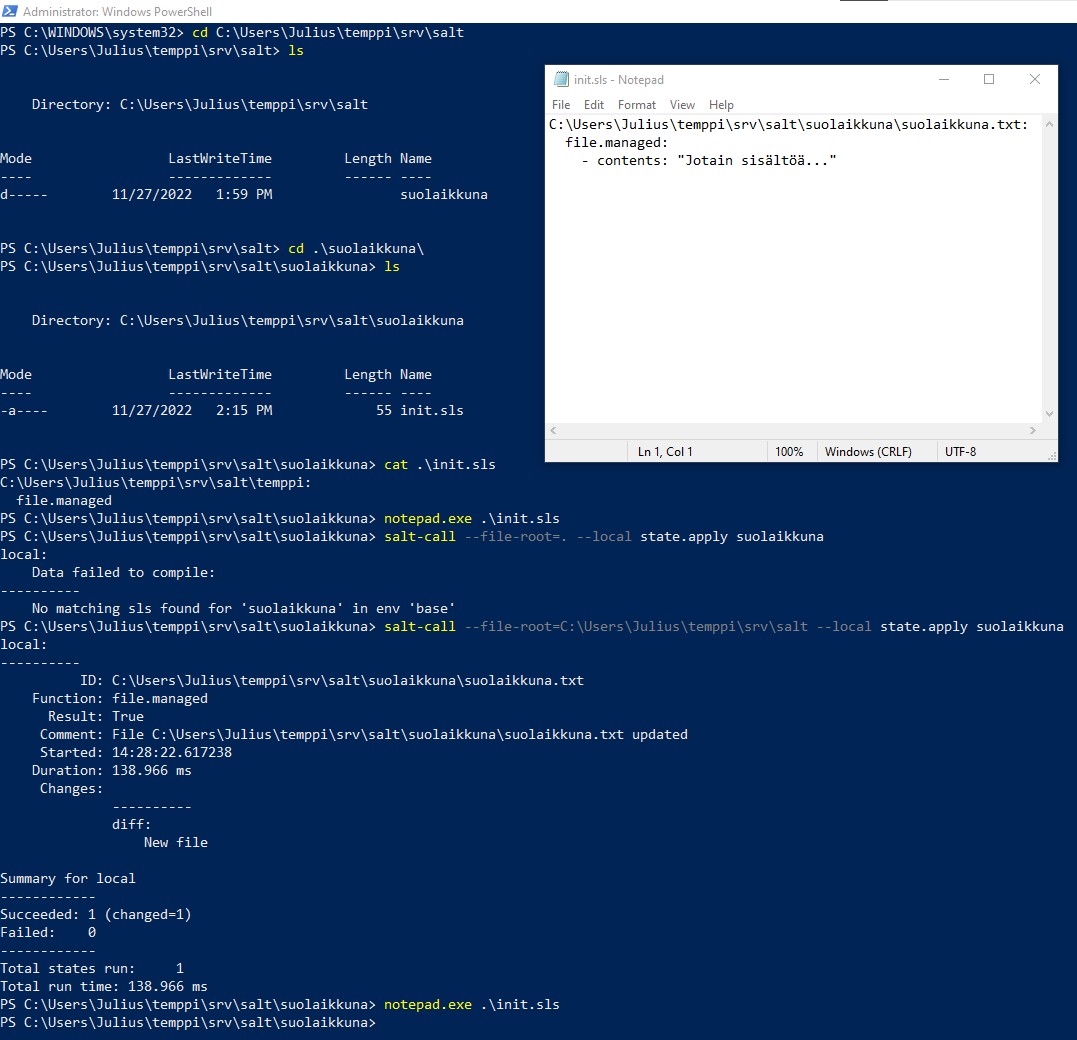 Administrator: Windows PowerShell
PS C:\WINDOWS\system32> cd C:\Users\Julius\temppi\srv\salt
PS C:\Users\Julius\temppi\srv\salt> ls
    Directory: C:\Users\Julius\temppi\srv\salt
Mode                 LastWriteTime         Length Name
----                 -------------         ------ ----
d-----        11/27/2022   1:59 PM                suolaikkuna
PS C:\Users\Julius\temppi\srv\salt> cd .\suolaikkuna\
PS C:\Users\Julius\temppi\srv\salt\suolaikkuna> ls
    Directory: C:\Users\Julius\temppi\srv\salt\suolaikkuna
Mode                 LastWriteTime         Length Name
----                 -------------         ------ ----
-a----        11/27/2022   2:15 PM             55 init.sls
PS C:\Users\Julius\temppi\srv\salt\suolaikkuna> cat .\init.sls
C:\Users\Julius\temppi\srv\salt\temppi:
  file.managed
PS C:\Users\Julius\temppi\srv\salt\suolaikkuna> notepad.exe .\init.sls
PS C:\Users\Julius\temppi\srv\salt\suolaikkuna> salt-call --file-root=. --local state.apply suolaikkuna
local:
    Data failed to compile:
----------
    No matching sls found for 'suolaikkuna' in env 'base'
PS C:\Users\Julius\temppi\srv\salt\suolaikkuna> salt-call --file-root=C:\Users\Julius\temppi\srv\salt --local state.apply suolaikkuna
local:
----------
          ID: C:\Users\Julius\temppi\srv\salt\suolaikkuna\suolaikkuna.txt
    Function: file.managed
      Result: True
     Comment: File C:\Users\Julius\temppi\srv\salt\suolaikkuna\suolaikkuna.txt updated
     Started: 14:28:22.617238
    Duration: 138.966 ms
     Changes:
              ----------
              diff:
                  New file
Summary for local
------------
Succeeded: 1 (changed=1)
Failed:    0
------------
Total states run:     1
Total run time: 138.966 ms
PS C:\Users\Julius\temppi\srv\salt\suolaikkuna> notepad.exe .\init.sls
PS C:\Users\Julius\temppi\srv\salt\suolaikkuna>
init.sls - Notepad
File Edit Format View Help
C:\Users\Julius\temppi\srv\salt\suolaikkuna\suolaikkuna.txt:
  file.managed:
    - contents: "Jotain sisältöä..."
Ln 1, Col 1 100% Windows (CRLF) UTF-8